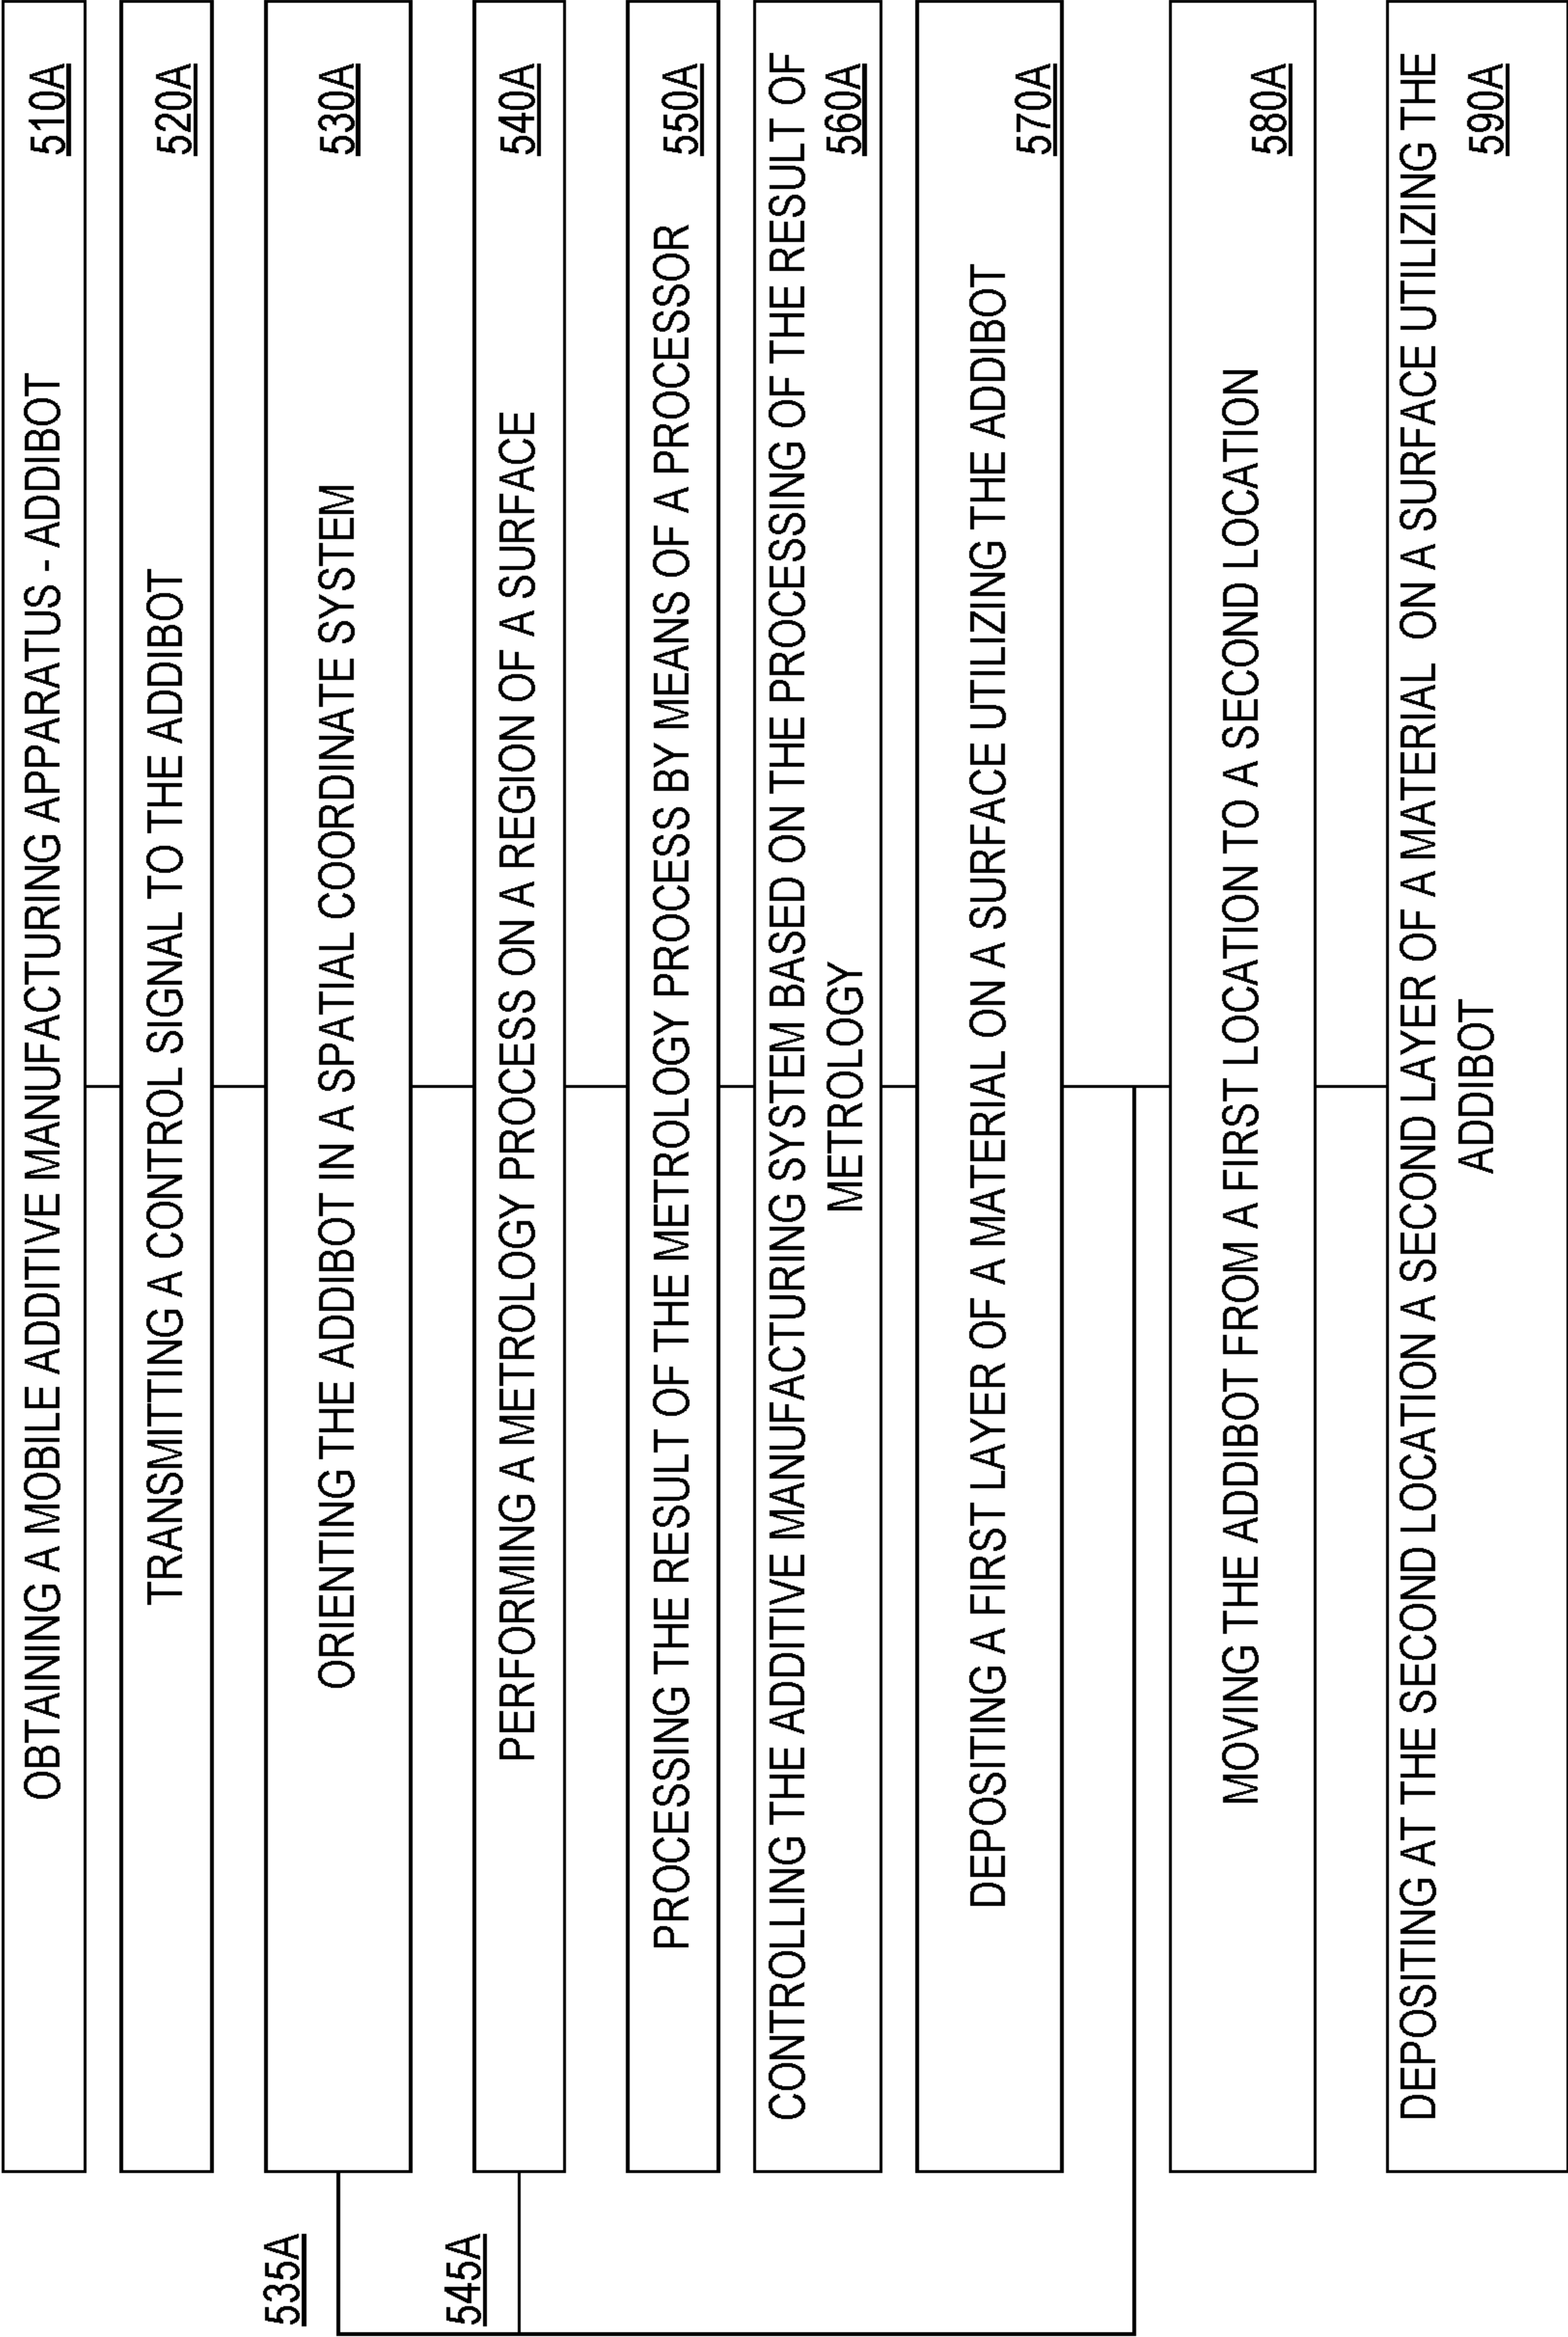 OBTAINING A MOBILE ADDITIVE MANUFACTURING APPARATUS - ADDIBOT
510A
TRANSMITTING A CONTROL SIGNAL TO THE ADDIBOT
520A
ORIENTING THE ADDIBOT IN A SPATIAL COORDINATE SYSTEM
530A
535A
PERFORMING A METROLOGY PROCESS ON A REGION OF A SURFACE
540A
545A
PROCESSING THE RESULT OF THE METROLOGY PROCESS BY MEANS OF A PROCESSOR
550A
CONTROLLING THE ADDITIVE MANUFACTURING SYSTEM BASED ON THE PROCESSING OF THE RESULT OF
METROLOGY
560A
DEPOSITING A FIRST LAYER OF A MATERIAL ON A SURFACE UTILIZING THE ADDIBOT
570A
MOVING THE ADDIBOT FROM A FIRST LOCATION TO A SECOND LOCATION
580A
DEPOSITING AT THE SECOND LOCATION A SECOND LAYER OF A MATERIAL ON A SURFACE UTILIZING THE
ADDIBOT
590A